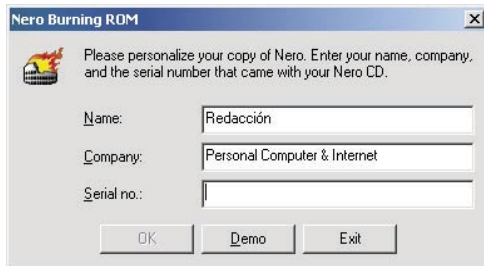 Nero Burning ROM
Please personalize your copy of Nero. Enter your name, company,
and the serial number that came with your Nero CD.
Name: Redacción
Company: Personal Computer & Internet
Serial no.:
OK Demo Exit